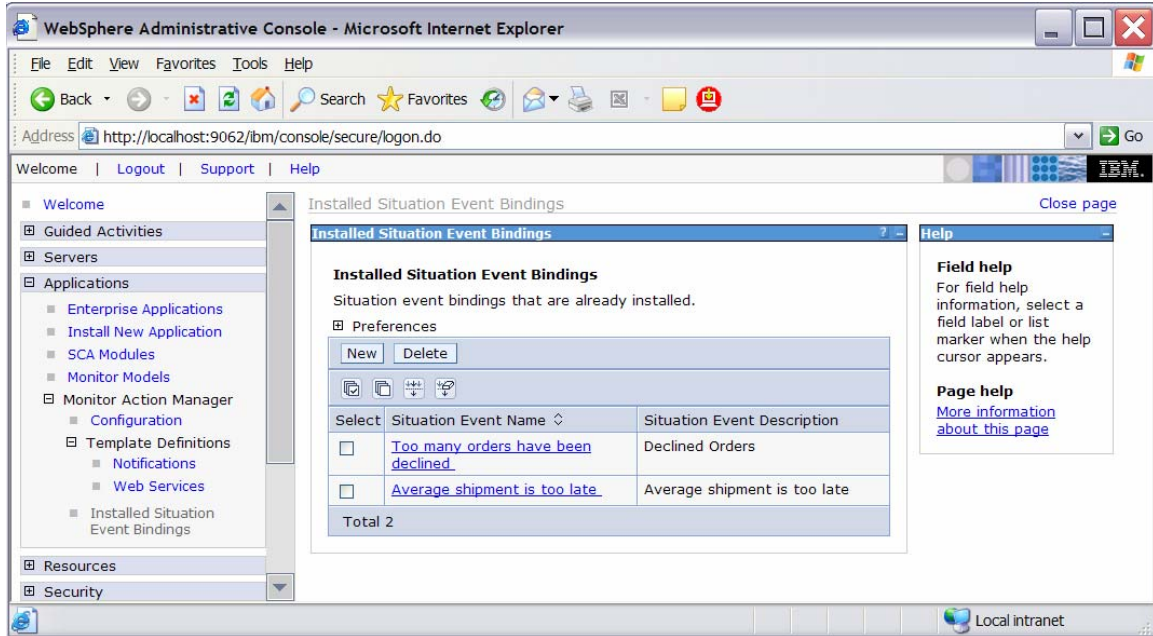 WebSphere Administrative Console - Microsoft Internet Explorer
File Edit View Favorites Tools Help
Back Search Favorites
Address http://localhost:9062/ibm/console/secure/logon.do Go
Welcome | Logout | Support | Help IBM.
Welcome
Guided Activities
Servers
Applications
Enterprise Applications
Install New Application
SCA Modules
Monitor Models
Monitor Action Manager
Configuration
Template Definitions
Notifications
Web Services
Installed Situation
Event Bindings
Resources
Security
Installed Situation Event Bindings Close page
Installed Situation Event Bindings ? -
Installed Situation Event Bindings
Situation event bindings that are already installed.
Preferences
New Delete
Select Situation Event Name Situation Event Description
Too many orders have been Declined Orders
declined
Average shipment is too late Average shipment is too late
Total 2
Help -
Field help
For field help
information, select a
field label or list
marker when the help
cursor appears.
Page help
More information
about this page
Local intranet